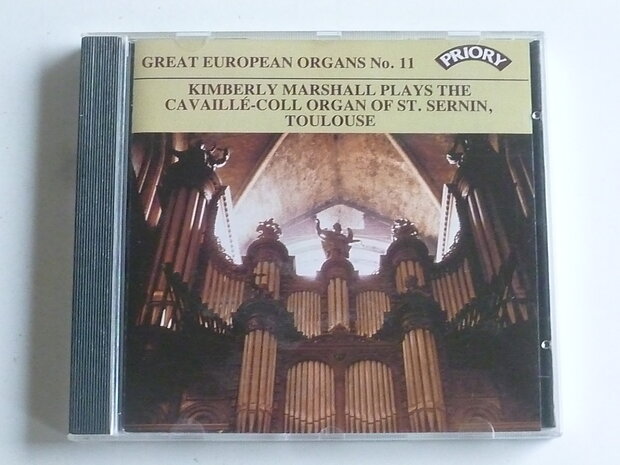 GREAT EUROPEAN ORGANS No. 11
PRIORY
KIMBERLY MARSHALL PLAYS THE
CAVAILLÉ-COLL ORGAN OF ST. SERNIN,
TOULOUSE